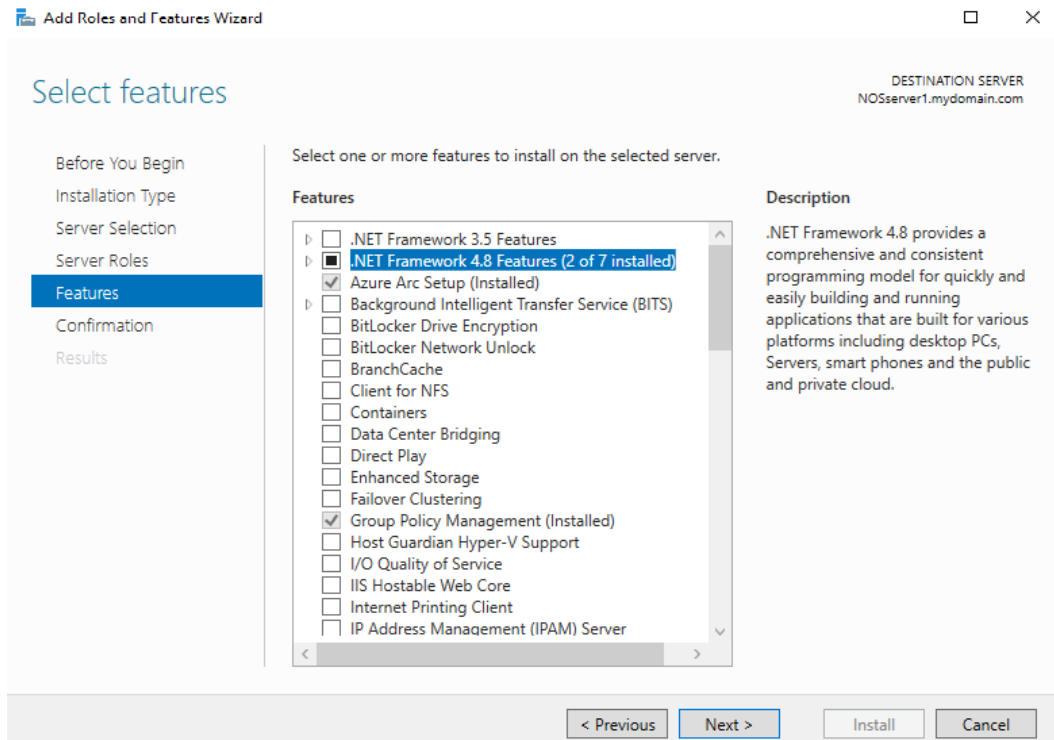 Add Roles and Features Wizard
Select features
DESTINATION SERVER
NOSserver1.mydomain.com
Before You Begin
Installation Type
Server Selection
Server Roles
Features
Confirmation
Results
Select one or more features to install on the selected server.
Features
.NET Framework 3.5 Features
.NET Framework 4.8 Features (2 of 7 installed)
Azure Arc Setup (Installed)
Background Intelligent Transfer Service (BITS)
BitLocker Drive Encryption
BitLocker Network Unlock
BranchCache
Client for NFS
Containers
Data Center Bridging
Direct Play
Enhanced Storage
Failover Clustering
Group Policy Management (Installed)
Host Guardian Hyper-V Support
I/O Quality of Service
IIS Hostable Web Core
Internet Printing Client
IP Address Management (IPAM) Server
Description
.NET Framework 4.8 provides a
comprehensive and consistent
programming model for quickly and
easily building and running
applications that are built for various
platforms including desktop PCs,
Servers, smart phones and the public
and private cloud.
< Previous
Next >
Install
Cancel